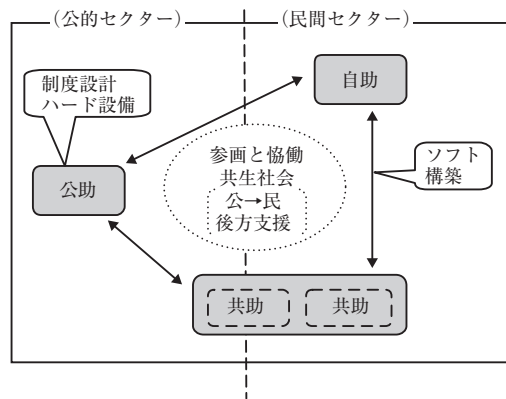 (公的セクター)
(民間セクター)
制度設計
ハード設備
自助
参画と恊働
共生社会
公→民
後方支援
ソフト
構築
公助
共助
共助